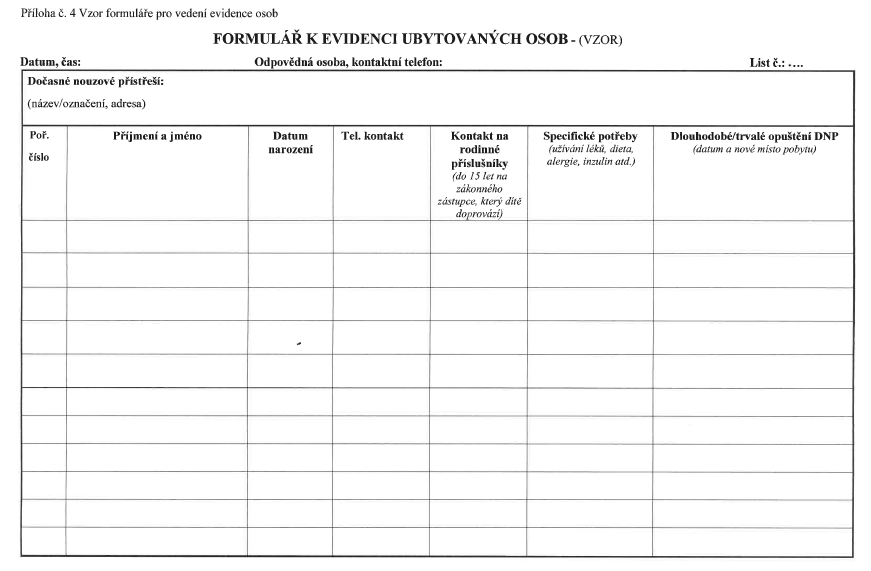 Příloha č. 4 Vzor formuláře pro vedení evidence osob
FORMULÁŘ K EVIDENCI UBYTOVANÝCH OSOB - (VZOR)
Datum, čas: Odpovědná osoba, kontaktní telefon: List č.: ....
Dočasné nouzové přístřeší:
(název/označení, adresa)
Poř.
číslo
Příjmení a jméno
Datum
narození
Tel. kontakt
Kontakt na
rodinné
příslušníky
(do 15 let na
zákonného
zástupce, který dítě
doprovází)
Specifické potřeby
(užívání léků, dieta,
alergie, inzulin atd.)
Dlouhodobé/trvalé opuštění DNP
(datum a nové místo pobytu)